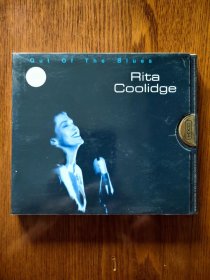 Out Of The Blues
Rita
Coolidge